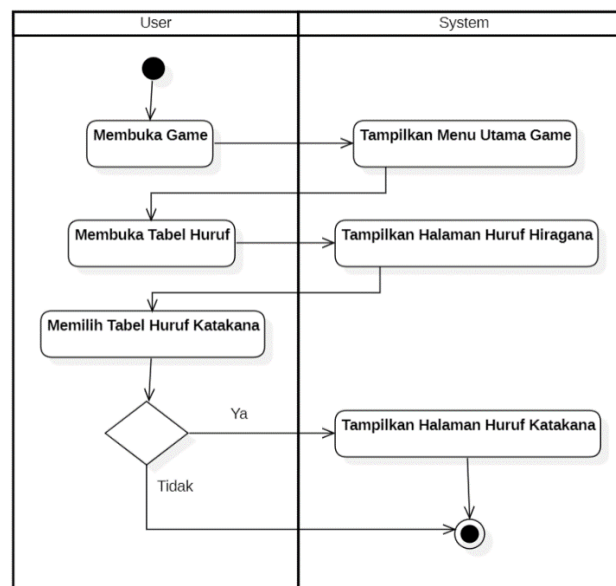 User
System
Membuka Game
Tampilkan Menu Utama Game
Membuka Tabel Huruf
Tampilkan Halaman Huruf Hiragana
Memilih Tabel Huruf Katakana
Ya
Tampilkan Halaman Huruf Katakana
Tidak